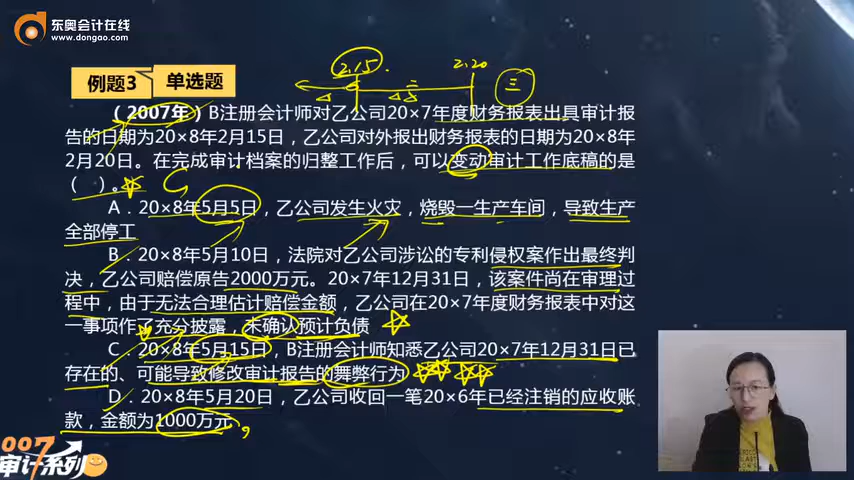 东奥会计在线
www.dongao.com
2.15.
2.20
三
三
例题3 单选题
（2007年）B注册会计师对乙公司20×7年度财务报表出具审计报
告的日期为20×8年2月15日，乙公司对外报出财务报表的日期为20×8年
2月20日。在完成审计档案的归整工作后，可以变动审计工作底稿的是
（ ）。 C
A．20×8年5月5日，乙公司发生火灾，烧毁一生产车间，导致生产
全部停工
B．20×8年5月10日，法院对乙公司涉讼的专利侵权案作出最终判
决，乙公司赔偿原告2000万元。20×7年12月31日，该案件尚在审理过
程中，由于无法合理估计赔偿金额，乙公司在20×7年度财务报表中对这
一事项作了充分披露，未确认预计负债
C．20×8年5月15日，B注册会计师知悉乙公司20×7年12月31日已
存在的、可能导致修改审计报告的舞弊行为
D．20×8年5月20日，乙公司收回一笔20×6年已经注销的应收账
款，金额为1000万元
007
审计系列